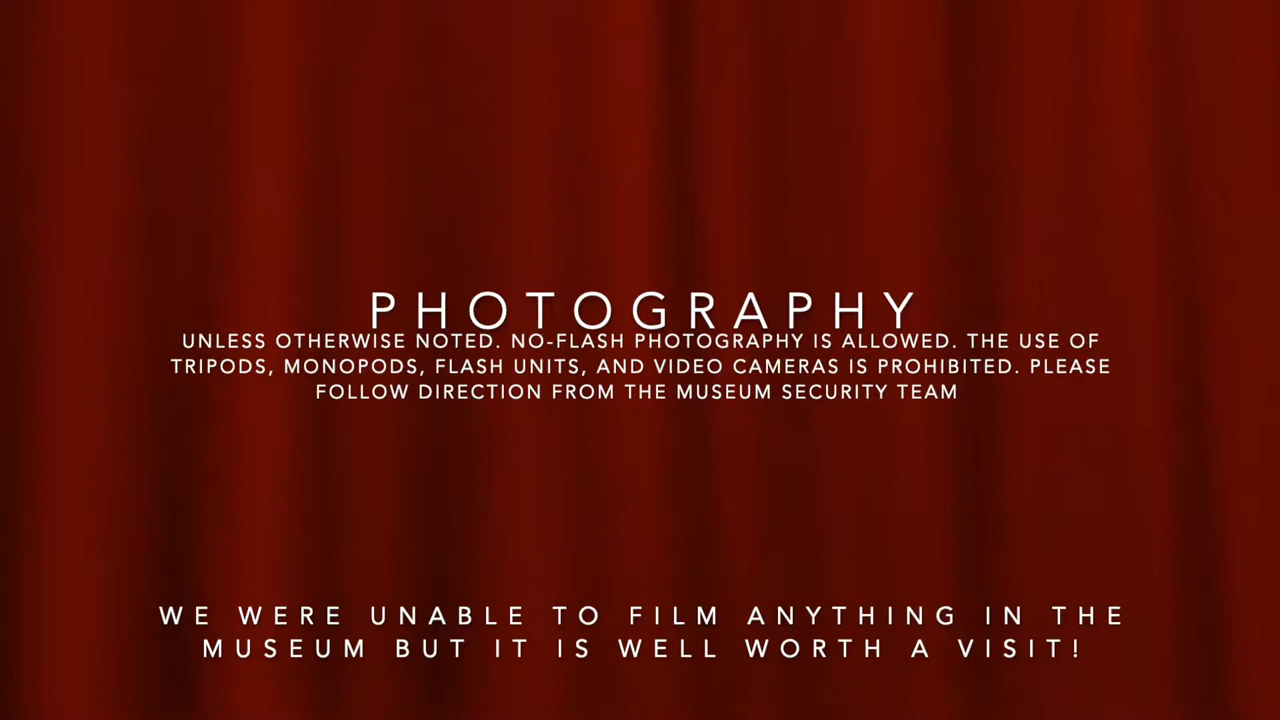 PHOTOGRAPHY
UNLESS OTHERWISE NOTED. NO-FLASH PHOTOGRAPHY IS ALLOWED. THE USE OF
TRIPODS, MONOPODS, FLASH UNITS, AND VIDEO CAMERAS IS PROHIBITED. PLEASE
FOLLOW DIRECTION FROM THE MUSEUM SECURITY TEAM
WE WERE UNABLE TO FILM ANYTHING IN THE
MUSEUM BUT IT IS WELL WORTH A VISIT!